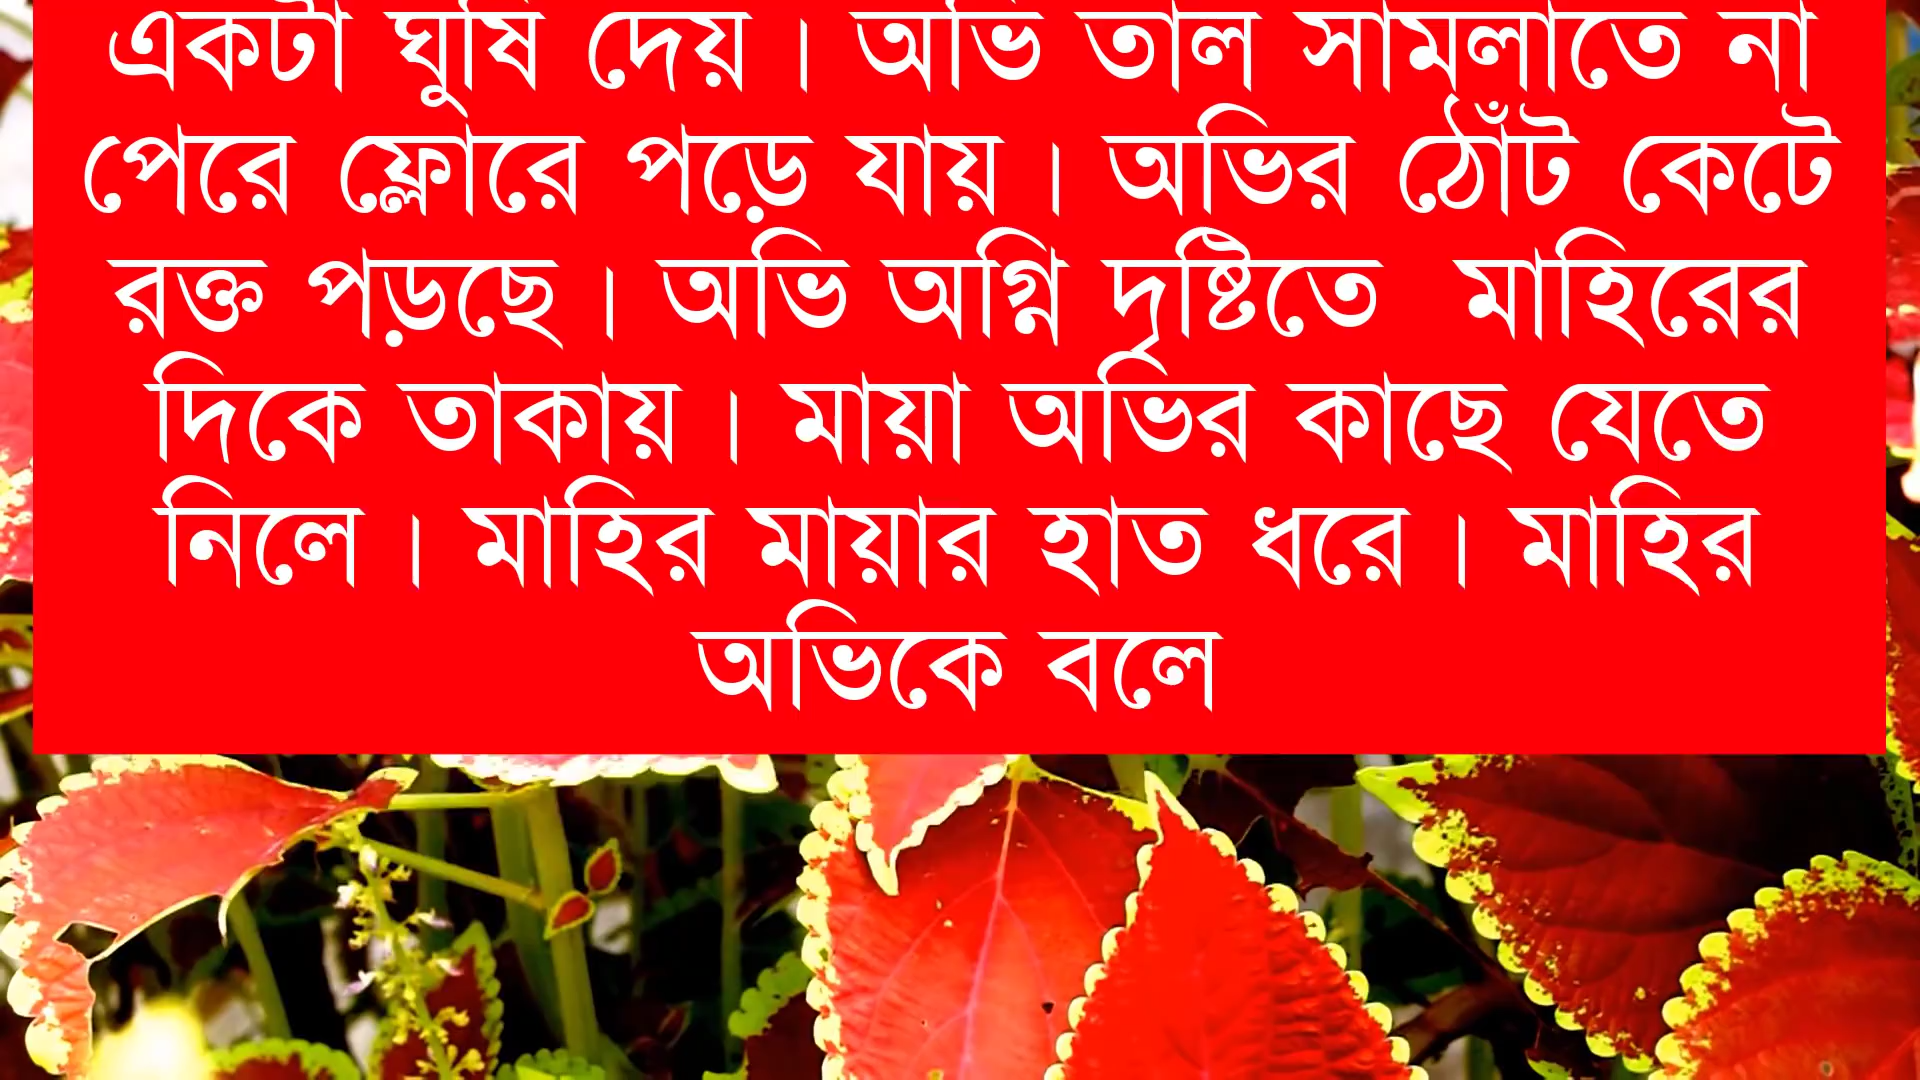 একটা ঘুষি দেয়। অভি তাল সামলাতে না
পেরে ফ্লোরে পড়ে যায়। অভির ঠোঁট কেটে
রক্ত পড়ছে। অভি অগ্নি দৃষ্টিতে মাহিরের
দিকে তাকায়। মায়া অভির কাছে যেতে
নিলে। মাহির মায়ার হাত ধরে। মাহির
অভিকে বলে